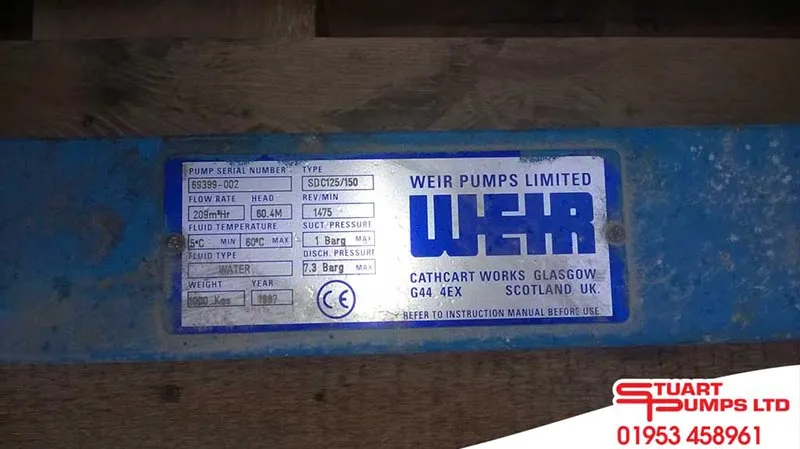 PUMP SERIAL NUMBER TYPE
69399-002 SDC125/150
FLOW RATE HEAD REV/MIN
209m³Hr 60.4M 1475
FLUID TEMPERATURE SUCT. PRESSURE
5°C MIN 60°C MAX 1 Barg MAX
FLUID TYPE DISCH. PRESSURE
WATER 7.3 Barg MAX
WEIGHT YEAR
1000 Kgs 1997
CE
WEIR PUMPS LIMITED
WEIR
CATHCART WORKS GLASGOW
G44 4EX SCOTLAND UK.
REFER TO INSTRUCTION MANUAL BEFORE USE
STUART
PUMPS LTD
01953 458961